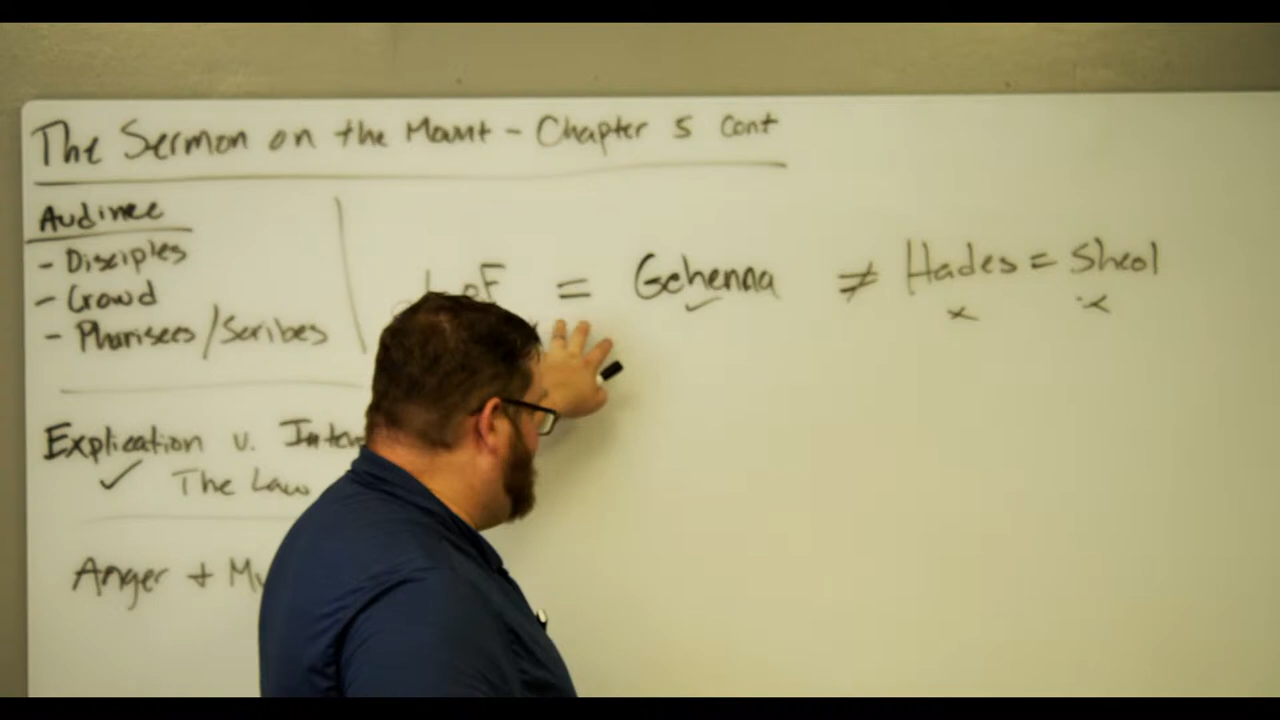 The Sermon on the Mount - Chapter 5 Cont
Audince
- Disciples
- Crowd
- Pharisees/Scribes
LoF = Gehenna ≠ Hades = Sheol
✓ x x
Explication v.
✓ The Law
Anger +